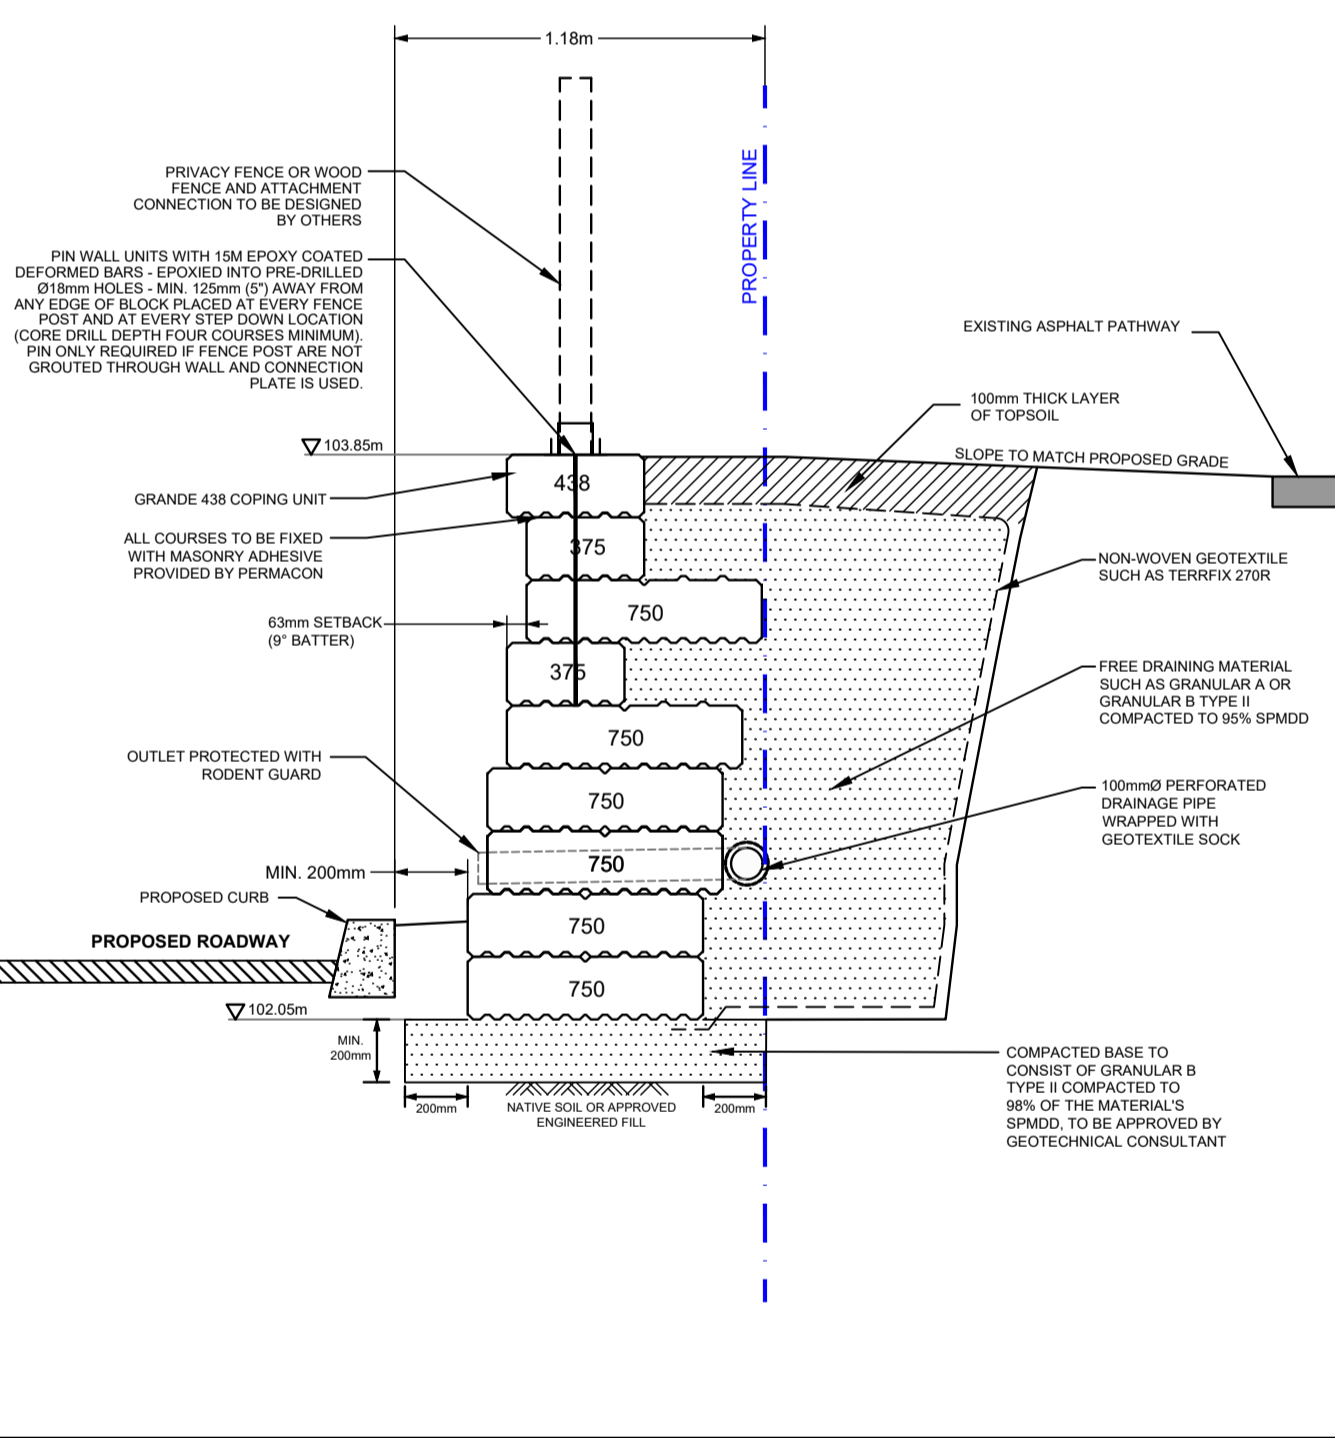 1.18m
PROPERTY LINE
PRIVACY FENCE OR WOOD
FENCE AND ATTACHMENT
CONNECTION TO BE DESIGNED
BY OTHERS
PIN WALL UNITS WITH 15M EPOXY COATED
DEFORMED BARS - EPOXIED INTO PRE-DRILLED
Ø18mm HOLES - MIN. 125mm (5") AWAY FROM
ANY EDGE OF BLOCK PLACED AT EVERY FENCE
POST AND AT EVERY STEP DOWN LOCATION
(CORE DRILL DEPTH FOUR COURSES MINIMUM).
PIN ONLY REQUIRED IF FENCE POST ARE NOT
GROUTED THROUGH WALL AND CONNECTION
PLATE IS USED.
EXISTING ASPHALT PATHWAY
100mm THICK LAYER
OF TOPSOIL
SLOPE TO MATCH PROPOSED GRADE
103.85m
438
GRANDE 438 COPING UNIT
ALL COURSES TO BE FIXED
WITH MASONRY ADHESIVE
PROVIDED BY PERMACON
375
NON-WOVEN GEOTEXTILE
SUCH AS TERRFIX 270R
750
63mm SETBACK
(9° BATTER)
375
FREE DRAINING MATERIAL
SUCH AS GRANULAR A OR
GRANULAR B TYPE II
COMPACTED TO 95% SPMDD
750
OUTLET PROTECTED WITH
RODENT GUARD
750
100mmØ PERFORATED
DRAINAGE PIPE
WRAPPED WITH
GEOTEXTILE SOCK
750
MIN. 200mm
PROPOSED CURB
750
PROPOSED ROADWAY
750
102.05m
MIN.
200mm
COMPACTED BASE TO
CONSIST OF GRANULAR B
TYPE II COMPACTED TO
98% OF THE MATERIAL'S
SPMDD, TO BE APPROVED BY
GEOTECHNICAL CONSULTANT
200mm
NATIVE SOIL OR APPROVED
ENGINEERED FILL
200mm